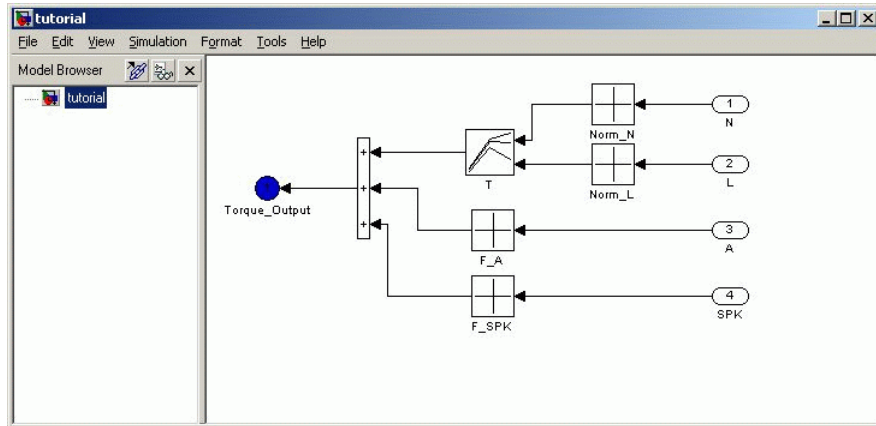 tutorial
File Edit View Simulation Format Tools Help
Model Browser
tutorial
1
N
Norm_N
2
L
Norm_L
T
+
+
+
Torque_Output
3
A
F_A
4
SPK
F_SPK